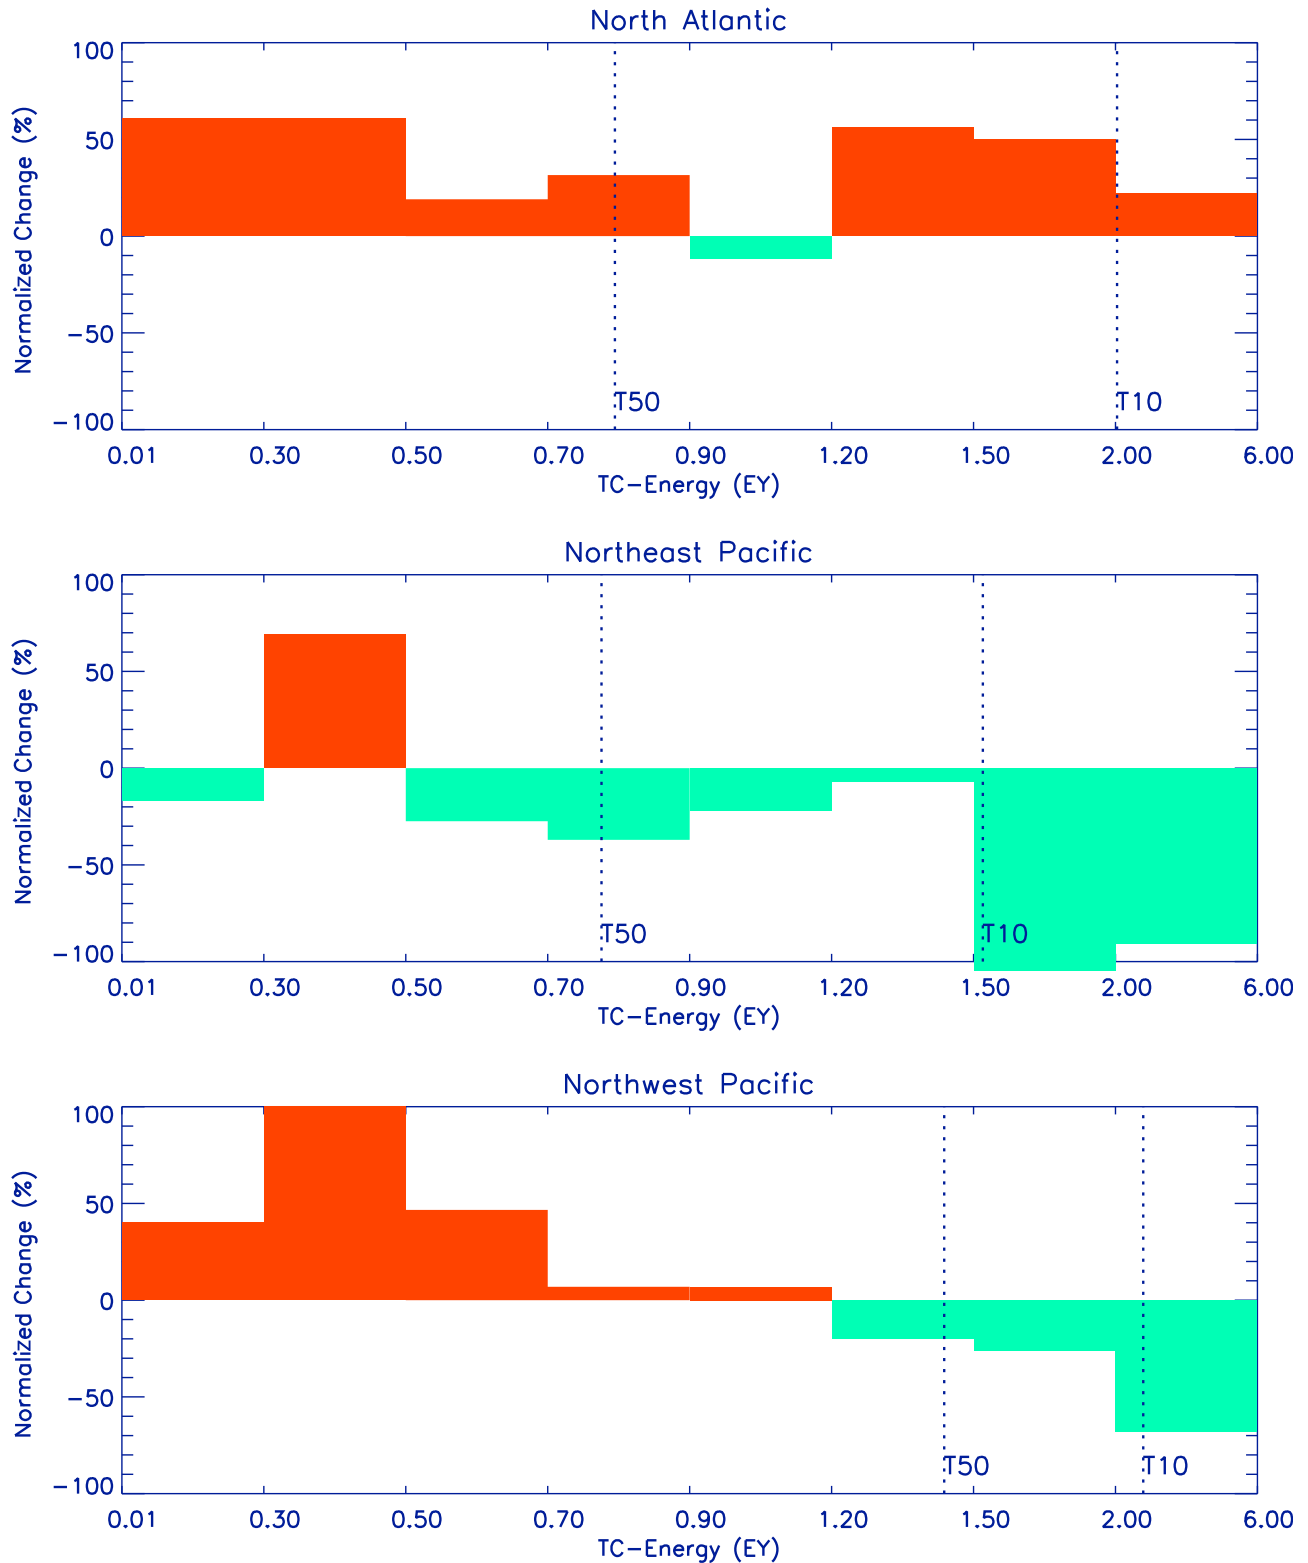 North Atlantic
Normalized Change (%)
100
50
0
−50
−100
T50 T10
0.01 0.30 0.50 0.70 0.90 1.20 1.50 2.00 6.00
TC−Energy (EY)
Northeast Pacific
Normalized Change (%)
100
50
0
−50
−100
T50 T10
0.01 0.30 0.50 0.70 0.90 1.20 1.50 2.00 6.00
TC−Energy (EY)
Northwest Pacific
Normalized Change (%)
100
50
0
−50
−100
T50 T10
0.01 0.30 0.50 0.70 0.90 1.20 1.50 2.00 6.00
TC−Energy (EY)